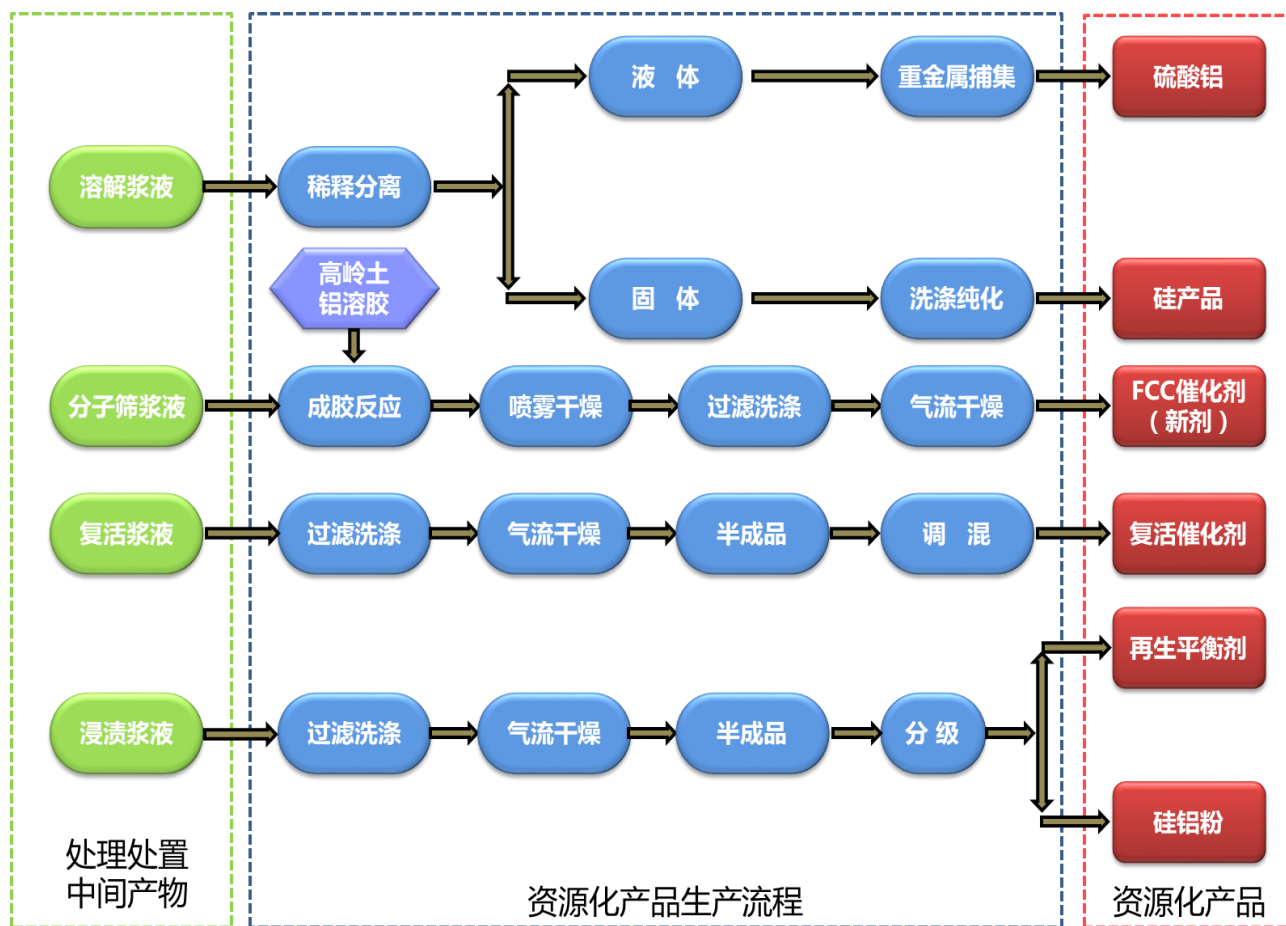 液 体
重金属捕集
硫酸铝
溶解浆液
稀释分离
高岭土
铝溶胶
固 体
洗涤纯化
硅产品
分子筛浆液
成胶反应
喷雾干燥
过滤洗涤
气流干燥
FCC催化剂
（新剂）
复活浆液
过滤洗涤
气流干燥
半成品
调 混
复活催化剂
再生平衡剂
浸渍浆液
过滤洗涤
气流干燥
半成品
分 级
硅铝粉
处理处置
中间产物
资源化产品生产流程
资源化产品